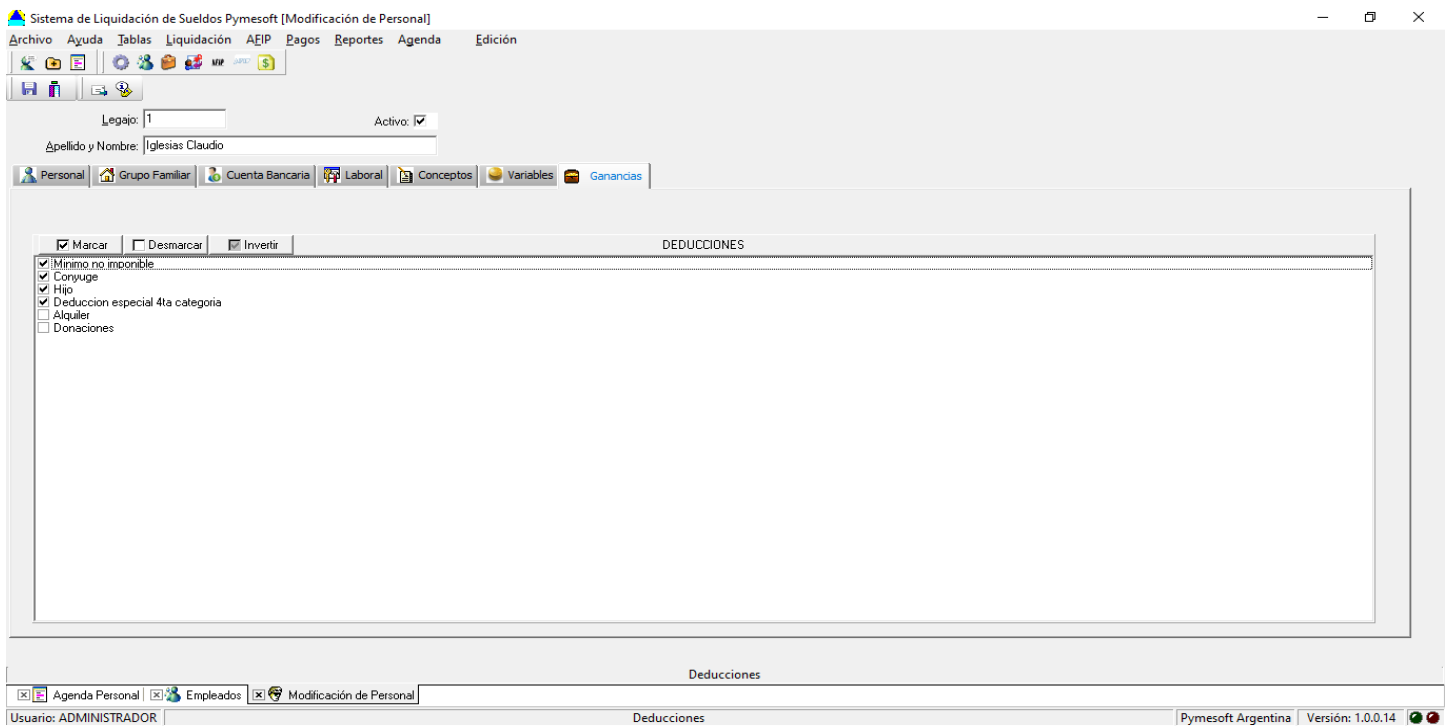 Sistema de Liquidación de Sueldos Pymesoft [Modificación de Personal]
Archivo Ayuda Tablas Liquidación AFIP Pagos Reportes Agenda Edición
AFIP
Legajo: 1 Activo:
Apellido y Nombre: Iglesias Claudio
Personal Grupo Familiar Cuenta Bancaria Laboral Conceptos Variables Ganancias
Marcar Desmarcar Invertir DEDUCCIONES
Minimo no imponible
Conyuge
Hijo
Deduccion especial 4ta categoria
Alquiler
Donaciones
Deducciones
Agenda Personal Empleados Modificación de Personal
Usuario: ADMINISTRADOR Deducciones Pymesoft Argentina Versión: 1.0.0.14